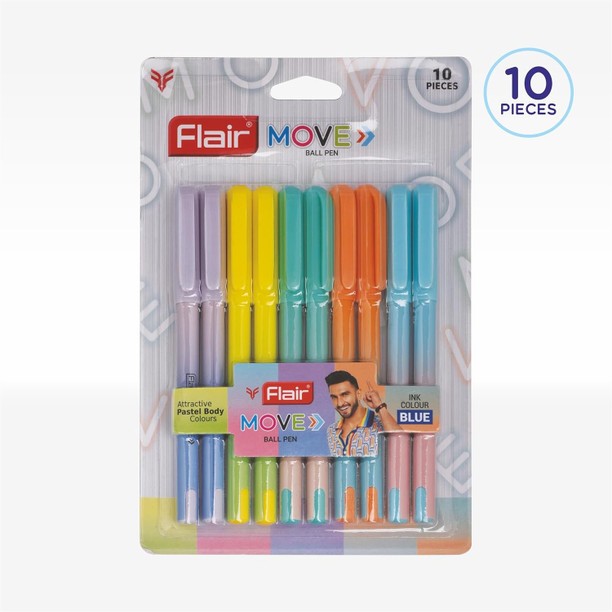 10
PIECES
10
PIECES
Flair
MOVE
BALL PEN
Attractive
Pastel Body
Colours
Flair
MOVE
BALL PEN
INK
COLOUR
BLUE